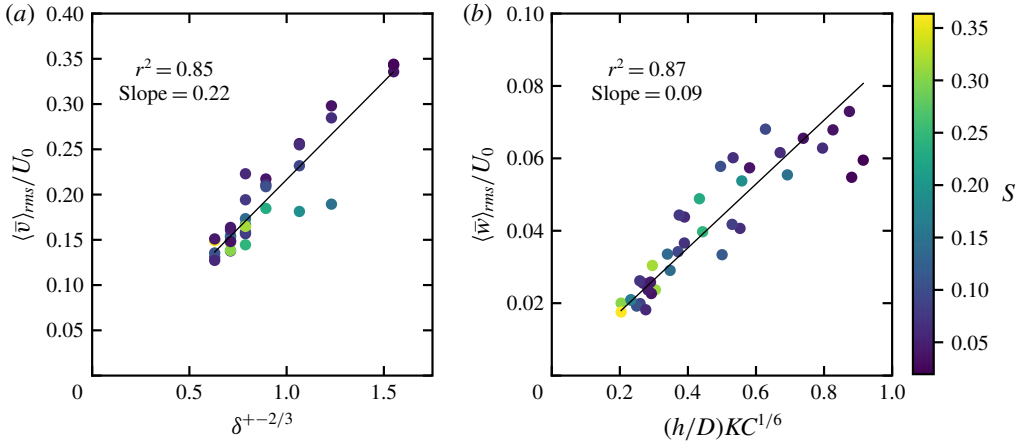 (a)
0.40
0.35
0.30
0.25
0.20
0.15
0.10
0.05
0
0.5
1.0
1.5
r² = 0.85
Slope = 0.22
⟨v̄⟩rms/U₀
δ⁺⁻²/³
(b)
0.10
0.08
0.06
0.04
0.02
0
0.2
0.4
0.6
0.8
1.0
r² = 0.87
Slope = 0.09
⟨w̄⟩rms/U₀
(h/D)KC¹/⁶
0.35
0.30
0.25
0.20
0.15
0.10
0.05
S